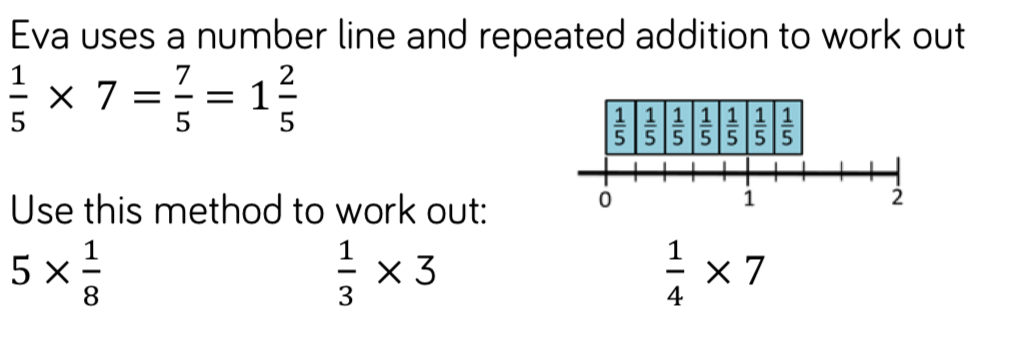 Eva uses a number line and repeated addition to work out
1/5 × 7 = 7/5 = 1 2/5
1/5 1/5 1/5 1/5 1/5 1/5 1/5
0 1 2
Use this method to work out:
5 × 1/8 1/3 × 3 1/4 × 7